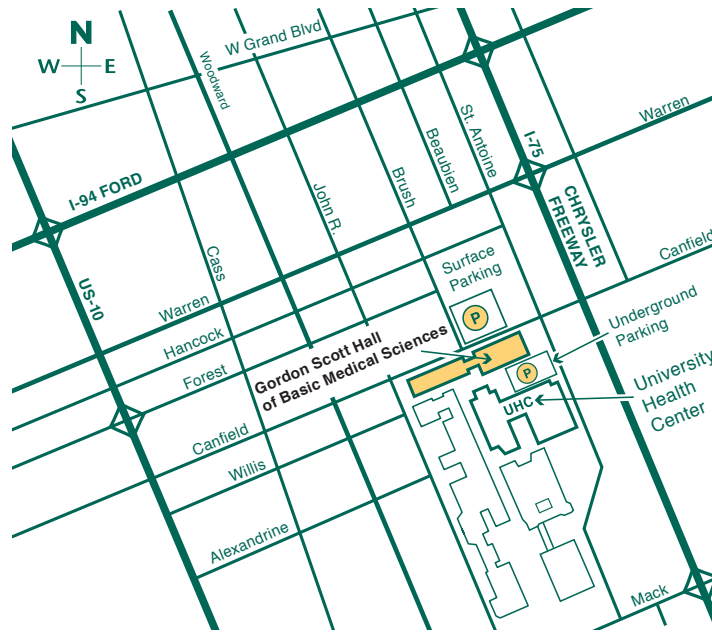 N
W E
S
W Grand Blvd
Woodward
I-94 FORD
US-10
Cass
John R.
Brush
Beaubien
St. Antoine
I-75
CHRYSLER
FREEWAY
Warren
Canfield
Warren
Hancock
Forest
Surface
Parking
P
Gordon Scott Hall
of Basic Medical Sciences
Underground
Parking
P
UHC
University
Health
Center
Canfield
Willis
Alexandrine
Mack